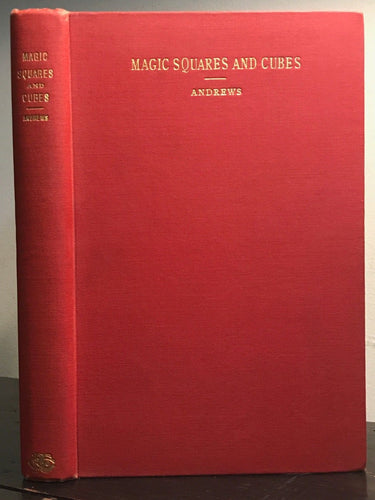 MAGIC
SQUARES
AND
CUBES
ANDREWS
MAGIC SQUARES AND CUBES
ANDREWS